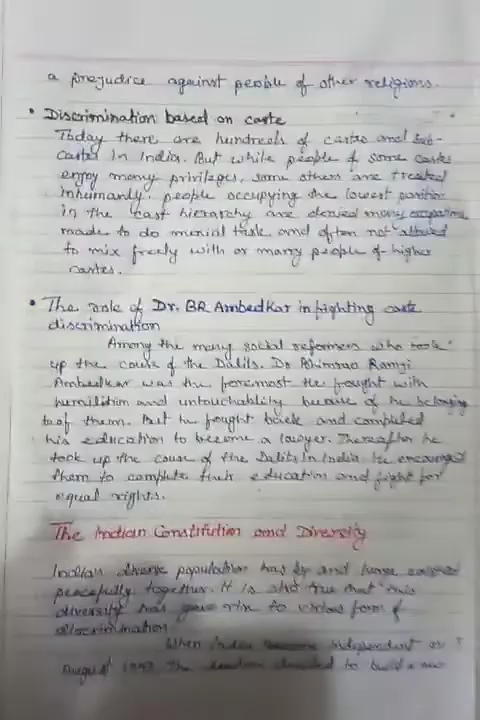 a prejudice against people of other religions.
• Discrimination based on caste
Today there are hundreds of castes and sub-
castes in India. But while people of some castes
enjoy many privileges, some others are treated
inhumanly. people occupying the lowest position
in the cast hierarchy are denied many
made to do menial task and often not allowed
to mix freely with or marry people of higher
castes.
• The role of Dr. BR Ambedkar in fighting caste
discrimination
Among the many social reformers who took
up the cause of the Dalits. Dr Bhimrao Ramji
Ambedkar was the foremost He fought with
humilition and untouchability because of he belonging
to of them. But he fought back and completed
his education to become a lawyer. Thereafter he
took up the cause of the Dalits in India he encouraged
them to complete their education and fight for
equal rights.
The Indian Constitution and Diversity
Indian diverse population has by and large
peacefully together. It is also true that this
diversity has gave rise to various form of
discrimination
When India become independent on
August the decided to build a